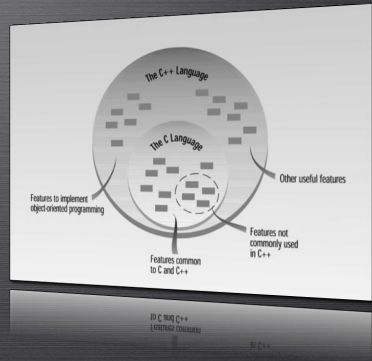 The C++ Language
The C Language
Other useful features
Features to implement
object-oriented programming
Features not
commonly used
in C++
Features common
to C and C++